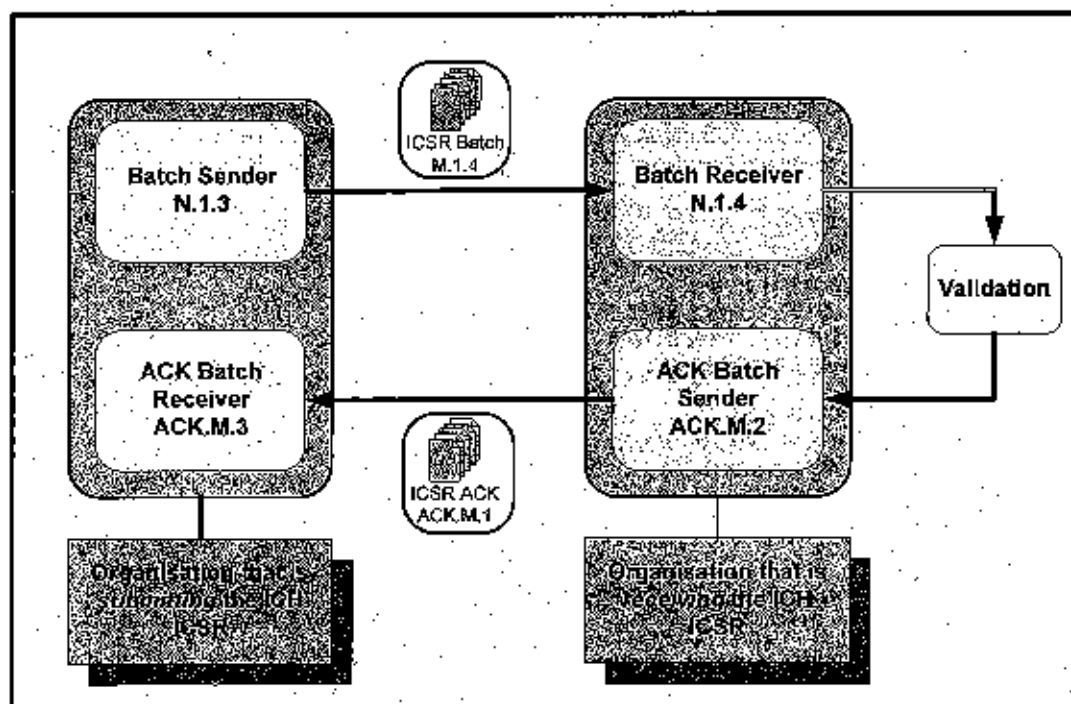 ICSR Batch
M.1.4
Batch Sender
N.1.3
Batch Receiver
N.1.4
Validation
ACK Batch
Receiver
ACK.M.3
ACK Batch
Sender
ACK.M.2
ICSR ACK
ACK.M.1
Organisation that is
the ICH
ICSR
Organisation that is
receiving the ICH
ICSR